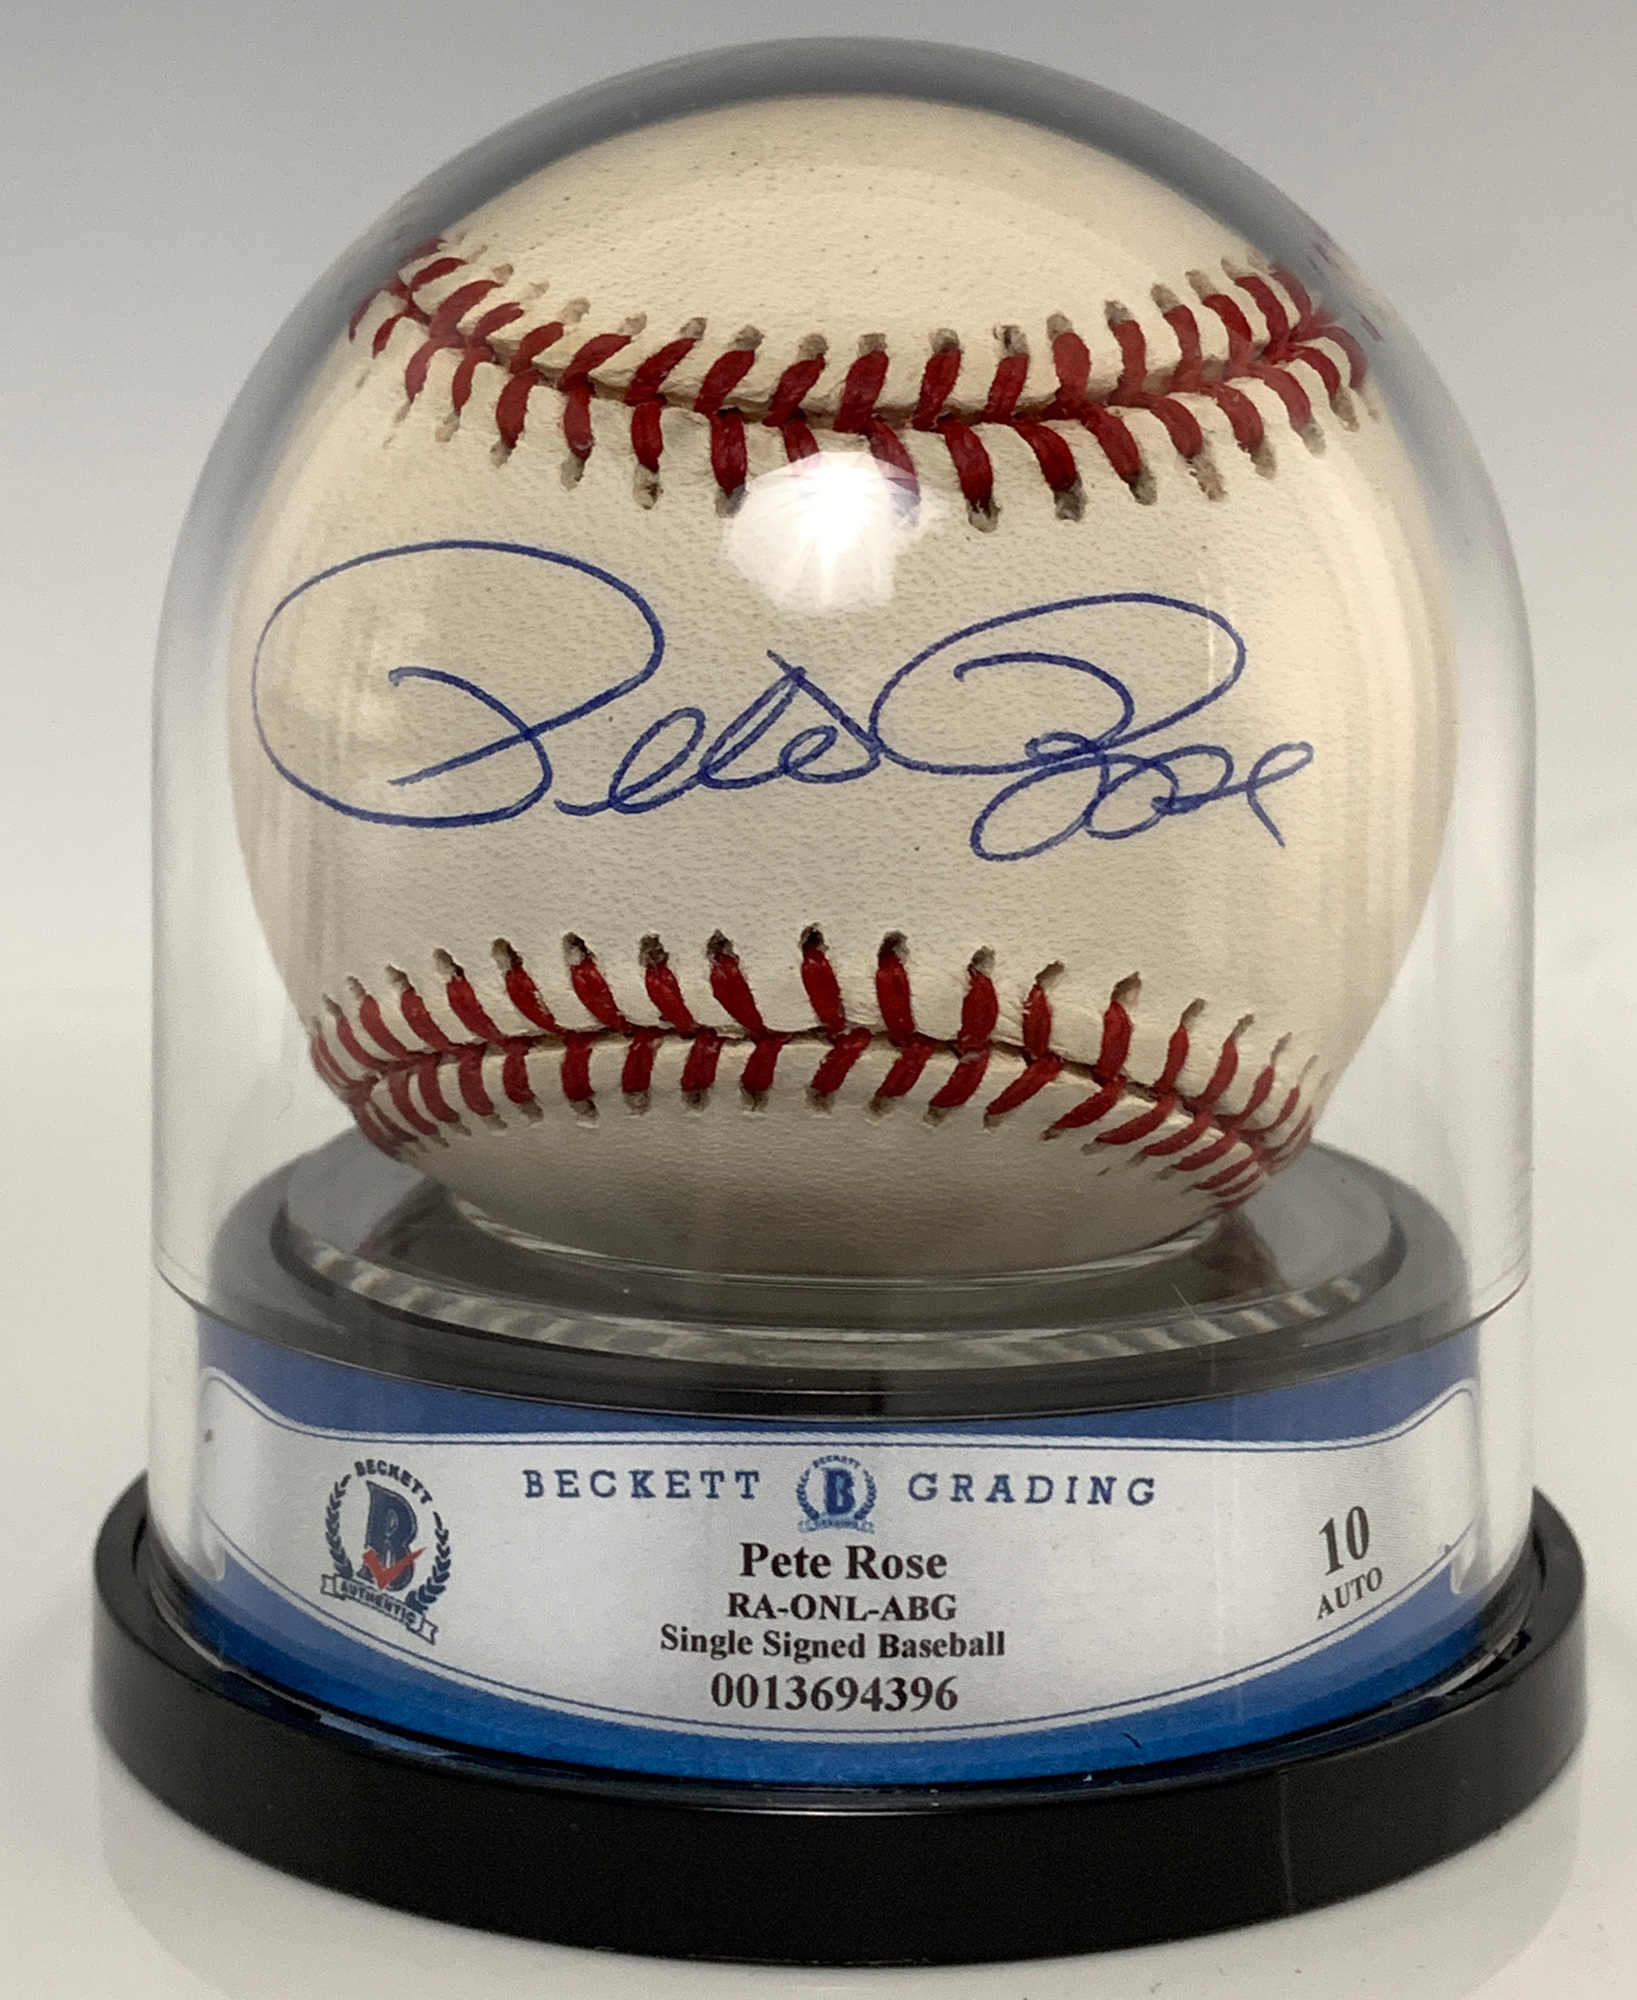 Pete Rose
BECKETT B GRADING
BECKETT
B
AUTHENTIC
Pete Rose
RA-ONL-ABG
Single Signed Baseball
0013694396
10
AUTO